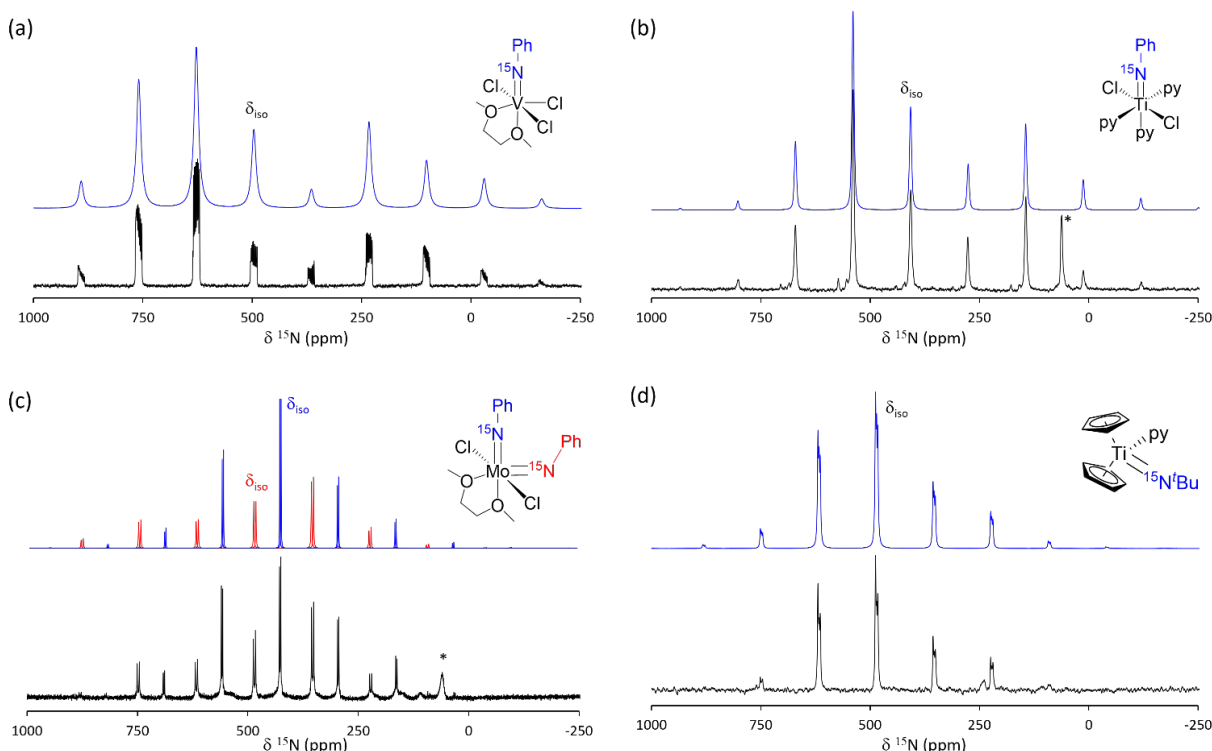 (a)
δiso
Ph
15N
Cl
V
Cl
O
Cl
O
1000 750 500 250 0 -250
δ 15N (ppm)
(b)
δiso
Ph
15N
Cl
py
Ti
py
Cl
py
*
1000 750 500 250 0 -250
δ 15N (ppm)
(c)
δiso
δiso
Ph
15N
Ph
Cl
Mo
15N
O
Cl
O
*
1000 750 500 250 0 -250
δ 15N (ppm)
(d)
δiso
py
Ti
15NtBu
1000 750 500 250 0 -250
δ 15N (ppm)